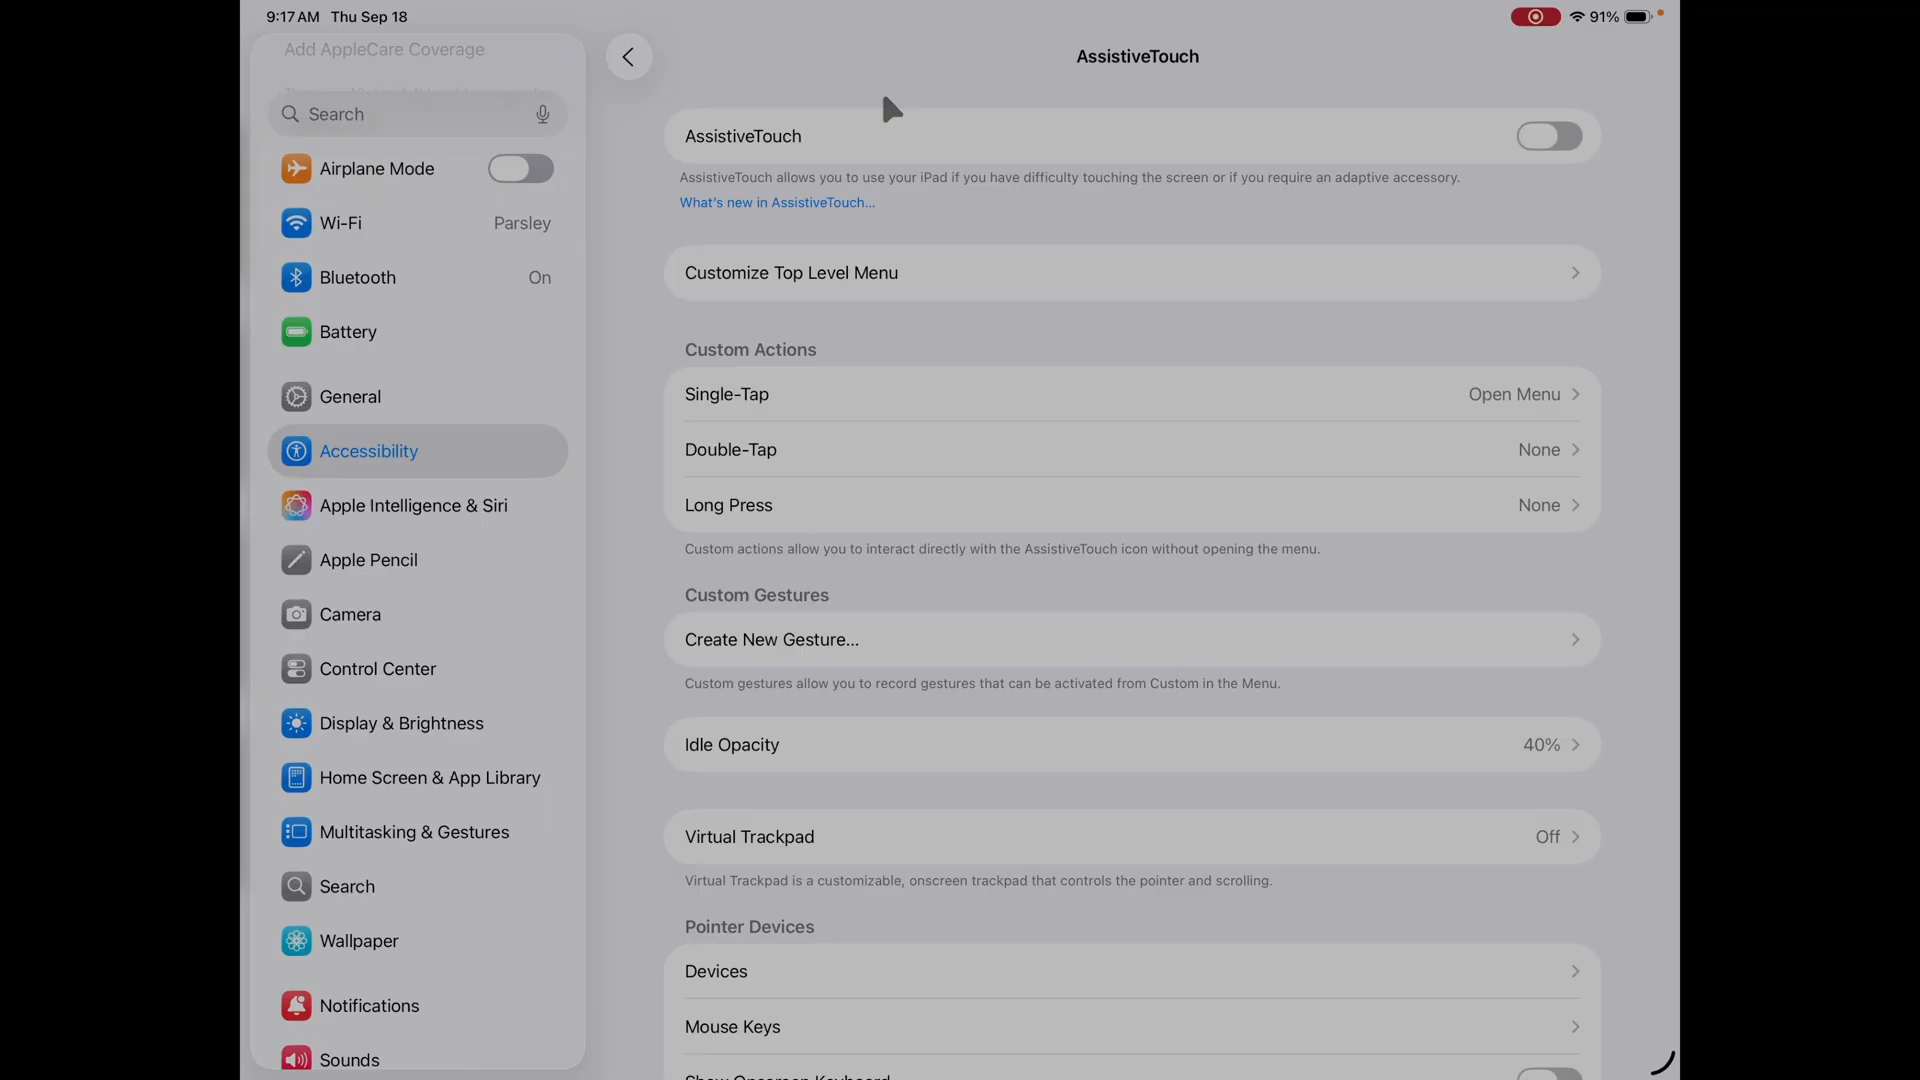 9:17 AM Thu Sep 18
91%
Add AppleCare Coverage
Search
Airplane Mode
Wi-Fi Parsley
Bluetooth On
Battery
General
Accessibility
Apple Intelligence & Siri
Apple Pencil
Camera
Control Center
Display & Brightness
Home Screen & App Library
Multitasking & Gestures
Search
Wallpaper
Notifications
Sounds
AssistiveTouch
AssistiveTouch
AssistiveTouch allows you to use your iPad if you have difficulty touching the screen or if you require an adaptive accessory.
What's new in AssistiveTouch...
Customize Top Level Menu
Custom Actions
Single-Tap Open Menu
Double-Tap None
Long Press None
Custom actions allow you to interact directly with the AssistiveTouch icon without opening the menu.
Custom Gestures
Create New Gesture...
Custom gestures allow you to record gestures that can be activated from Custom in the Menu.
Idle Opacity 40%
Virtual Trackpad Off
Virtual Trackpad is a customizable, onscreen trackpad that controls the pointer and scrolling.
Pointer Devices
Devices
Mouse Keys
Show Onscreen Keyboard